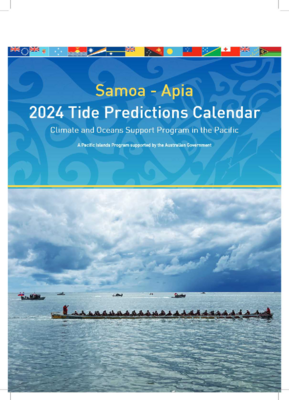 Samoa - Apia
2024 Tide Predictions Calendar
Climate and Oceans Support Program in the Pacific
A Pacific Islands Program supported by the Australian Government